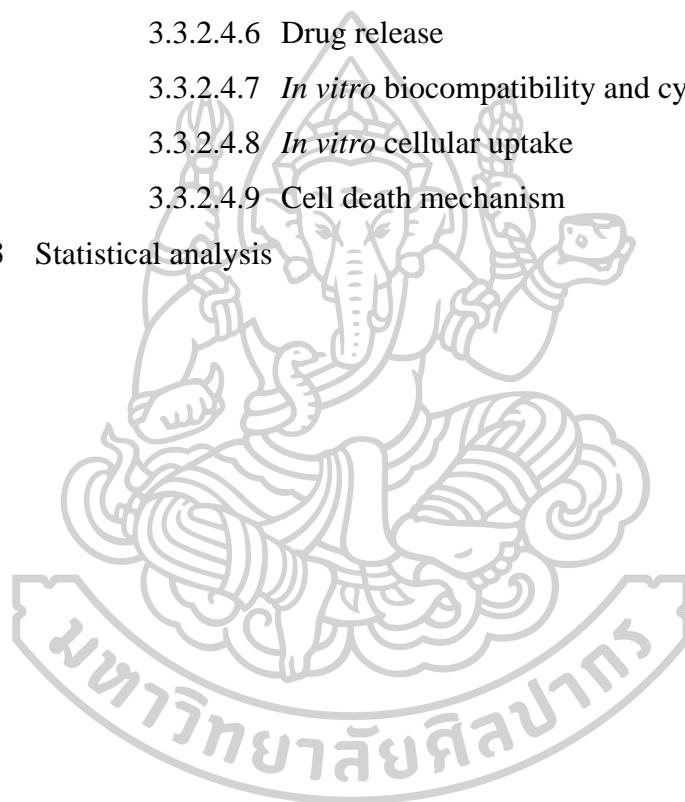 3.3.2.4.6 Drug release
3.3.2.4.7 In vitro biocompatibility and
3.3.2.4.8 In vitro cellular uptake
3.3.2.4.9 Cell death mechanism
Statistical analysis
มหาวิทยาลัยศิลปากร